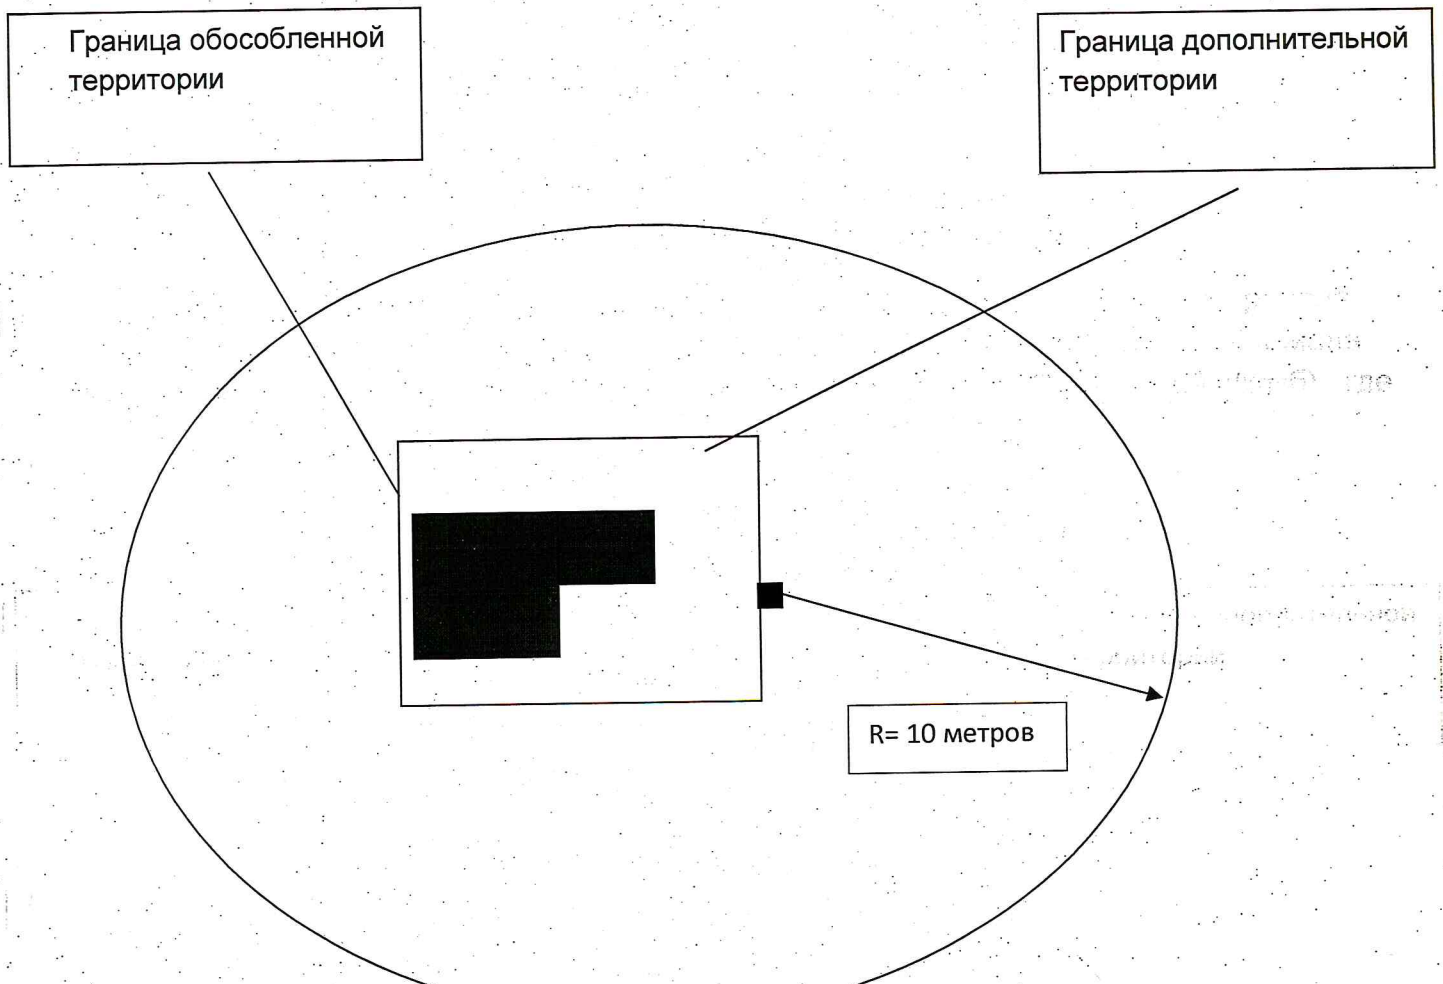 Граница обособленной
территории
Граница дополнительной
территории
R= 10 метров